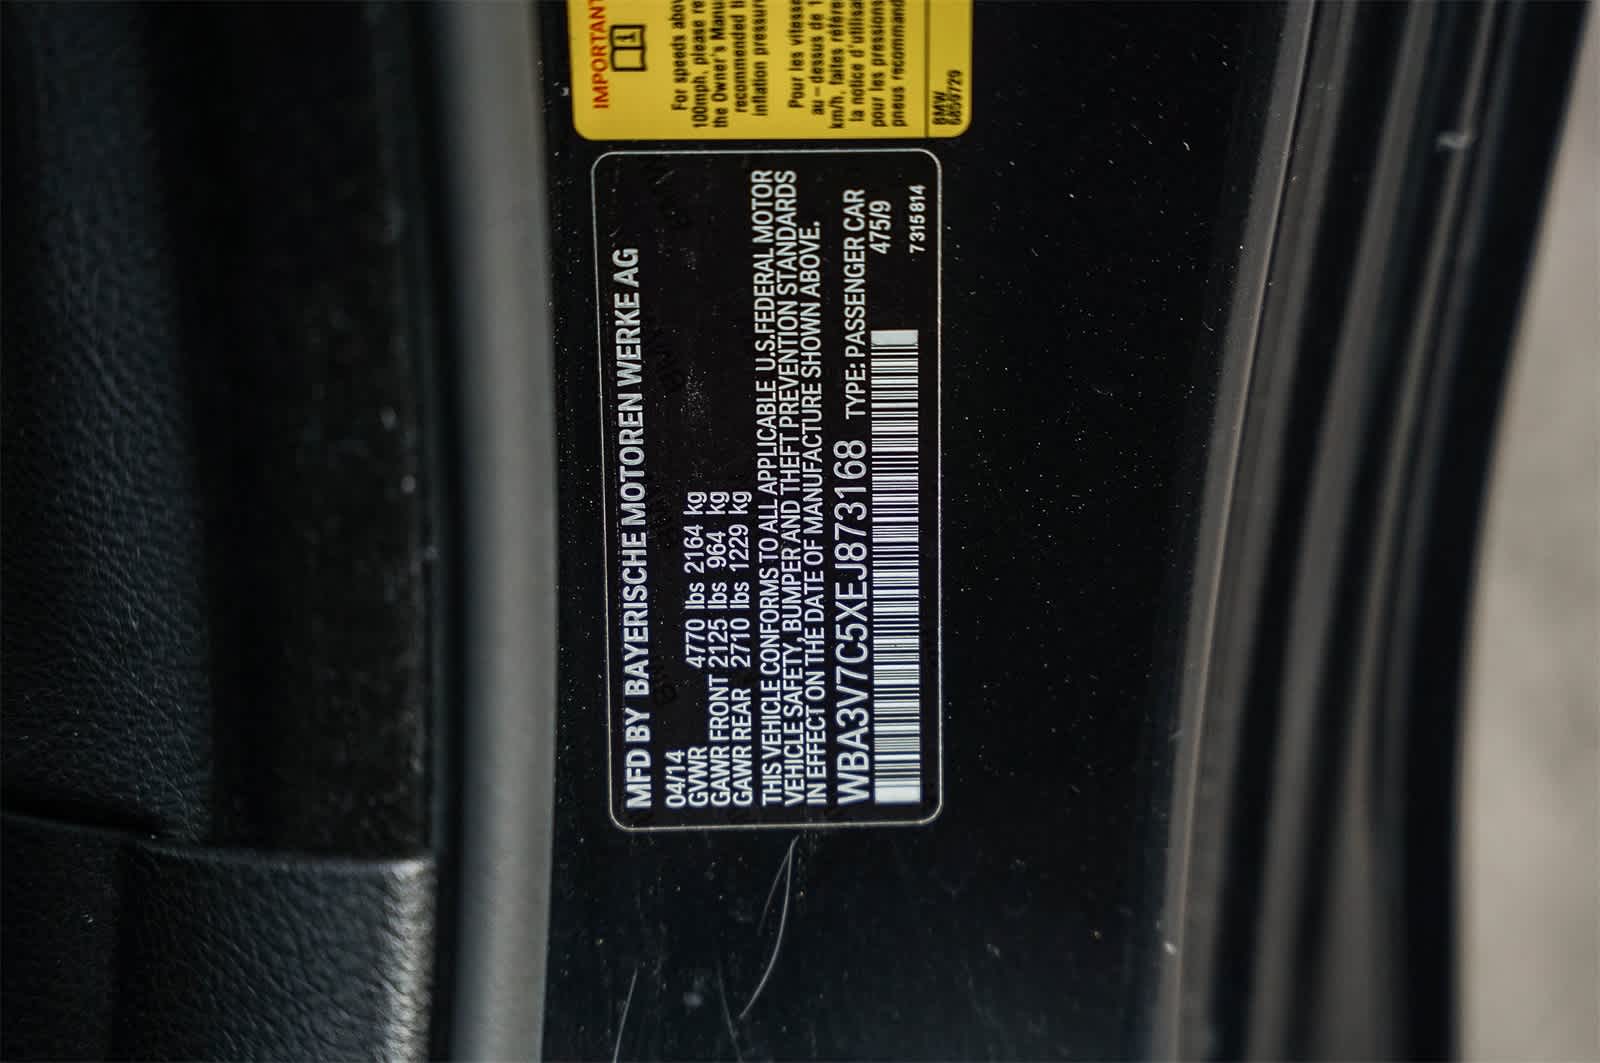 MFD BY BAYERISCHE MOTOREN WERKE AG
04/14
GVWR 4770 lbs 2164 kg
GAWR FRONT 2125 lbs 964 kg
GAWR REAR 2710 lbs 1229 kg
THIS VEHICLE CONFORMS TO ALL APPLICABLE U.S.FEDERAL MOTOR
VEHICLE SAFETY, BUMPER AND THEFT PREVENTION STANDARDS
IN EFFECT ON THE DATE OF MANUFACTURE SHOWN ABOVE.
WBA3V7C5XEJ873168 TYPE: PASSENGER CAR
475/9
7315814
IMPORTANT
For speeds abov
100mph, please re
the Owner's Manu
recommended ti
inflation pressur
Pour les vitesse
au-dessus de 1
km/h, faites référe
la notice d'utilisa
pour les pressions
pneus recommand
BMW